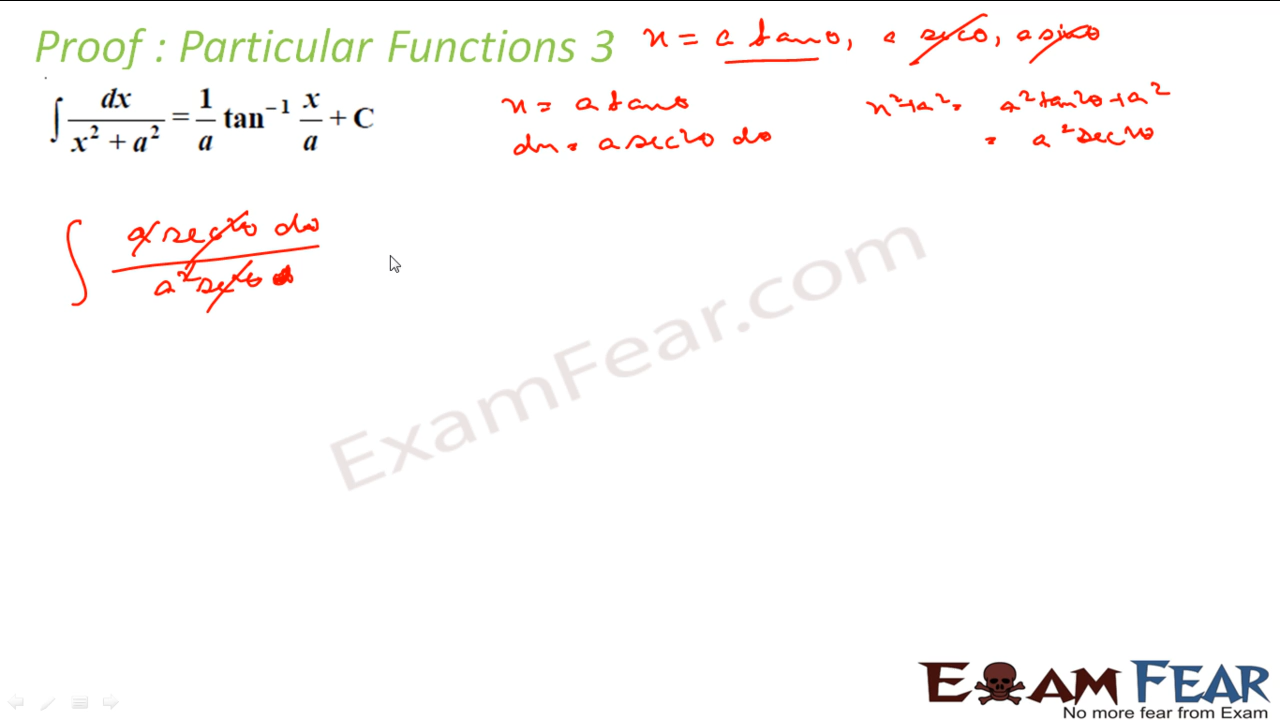 Proof : Particular Functions 3 x = a tanθ, a secθ, a sinθ
∫ dx / (x² + a²) = 1/a tan⁻¹ x/a + C
x = a tanθ
dx = a sec²θ dθ
x² + a² = a² tan²θ + a²
= a² sec²θ
∫ a sec²θ dθ / a² sec²θ
ExamFear.com
EXAM FEAR
No more fear from Exam